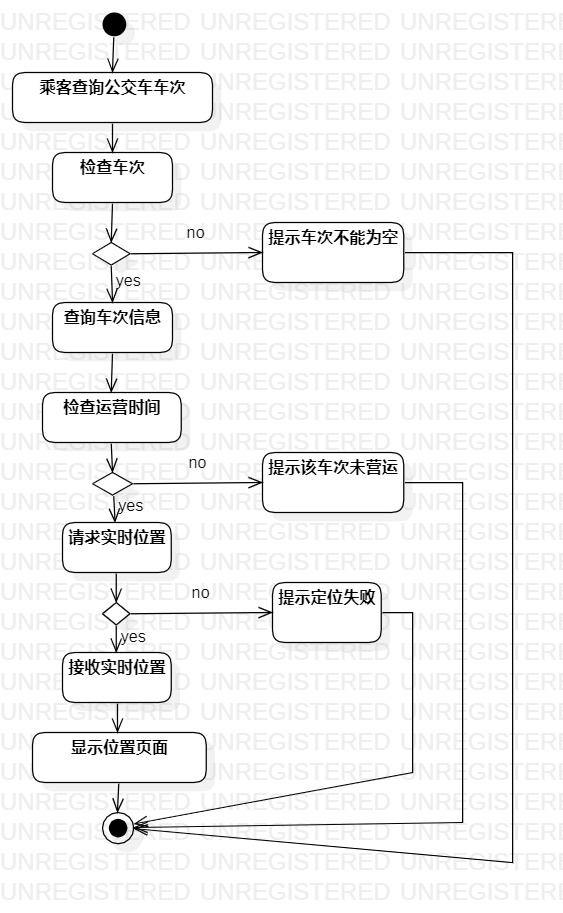 乘客查询公交车车次
检查车次
no
提示车次不能为空
yes
查询车次信息
检查运营时间
no
提示该车次未营运
yes
请求实时位置
no
提示定位失败
yes
接收实时位置
显示位置页面
UNREGISTERED